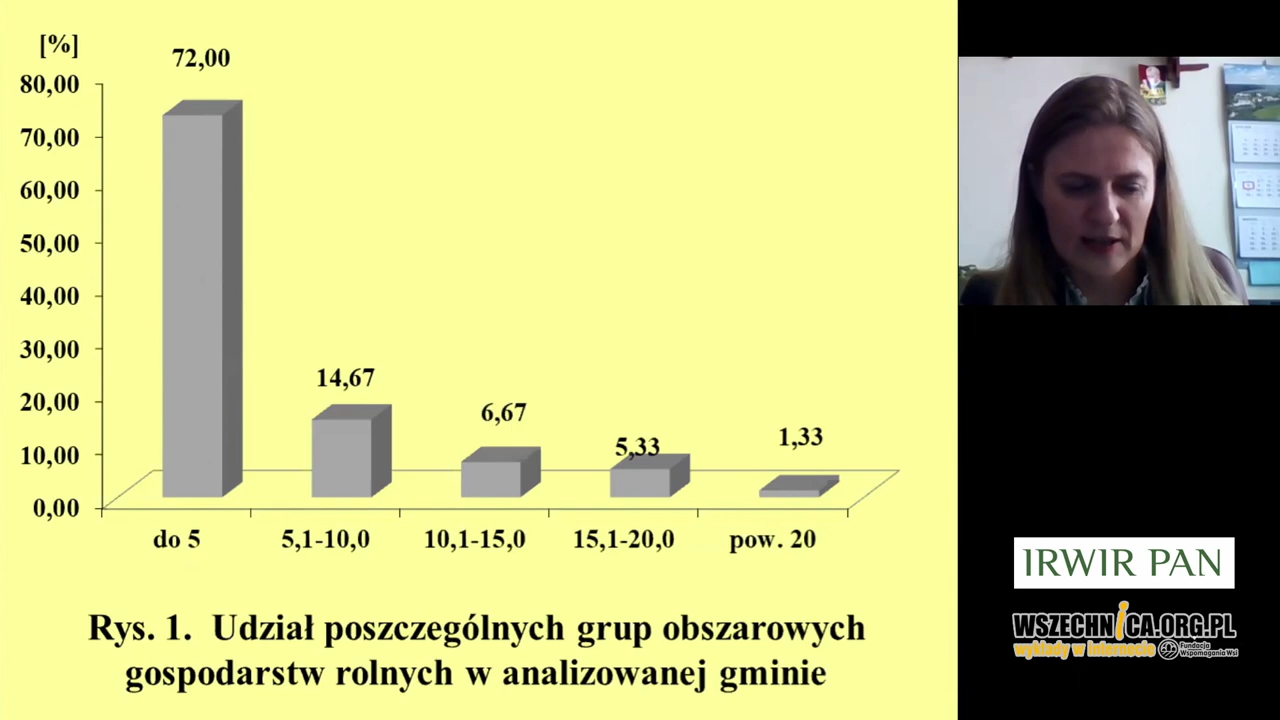 [%]
72,00
80,00
70,00
60,00
50,00
40,00
30,00
20,00
10,00
0,00
14,67
6,67
5,33
1,33
do 5
5,1-10,0
10,1-15,0
15,1-20,0
pow. 20
Rys. 1. Udział poszczególnych grup obszarowych
gospodarstw rolnych w analizowanej gminie
IRWIR PAN
WSZECHNICA.ORG.PL
wykłady w internecie
Fundacja
Wspomagania Wsi